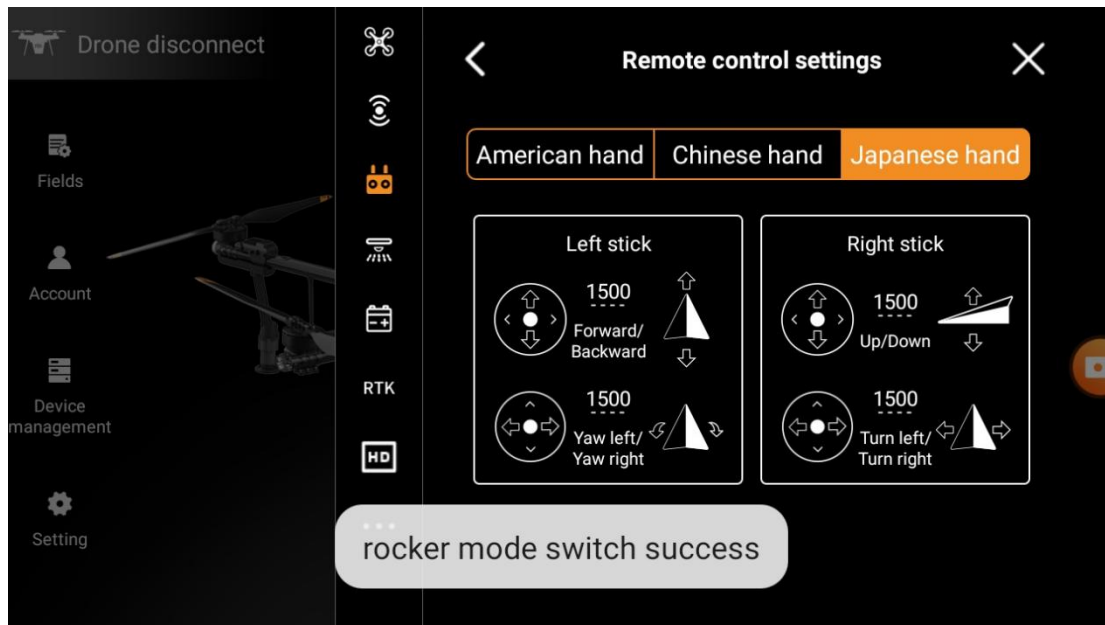 Drone disconnect
Fields
Account
Device
management
Setting
RTK
HD
Remote control settings
American hand
Chinese hand
Japanese hand
Left stick
1500
Forward/
Backward
1500
Yaw left/
Yaw right
Right stick
1500
Up/Down
1500
Turn left/
Turn right
rocker mode switch success